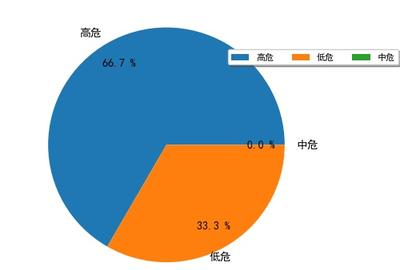 高危
66.7 %
高危 低危 中危
0.0 %
中危
33.3 %
低危